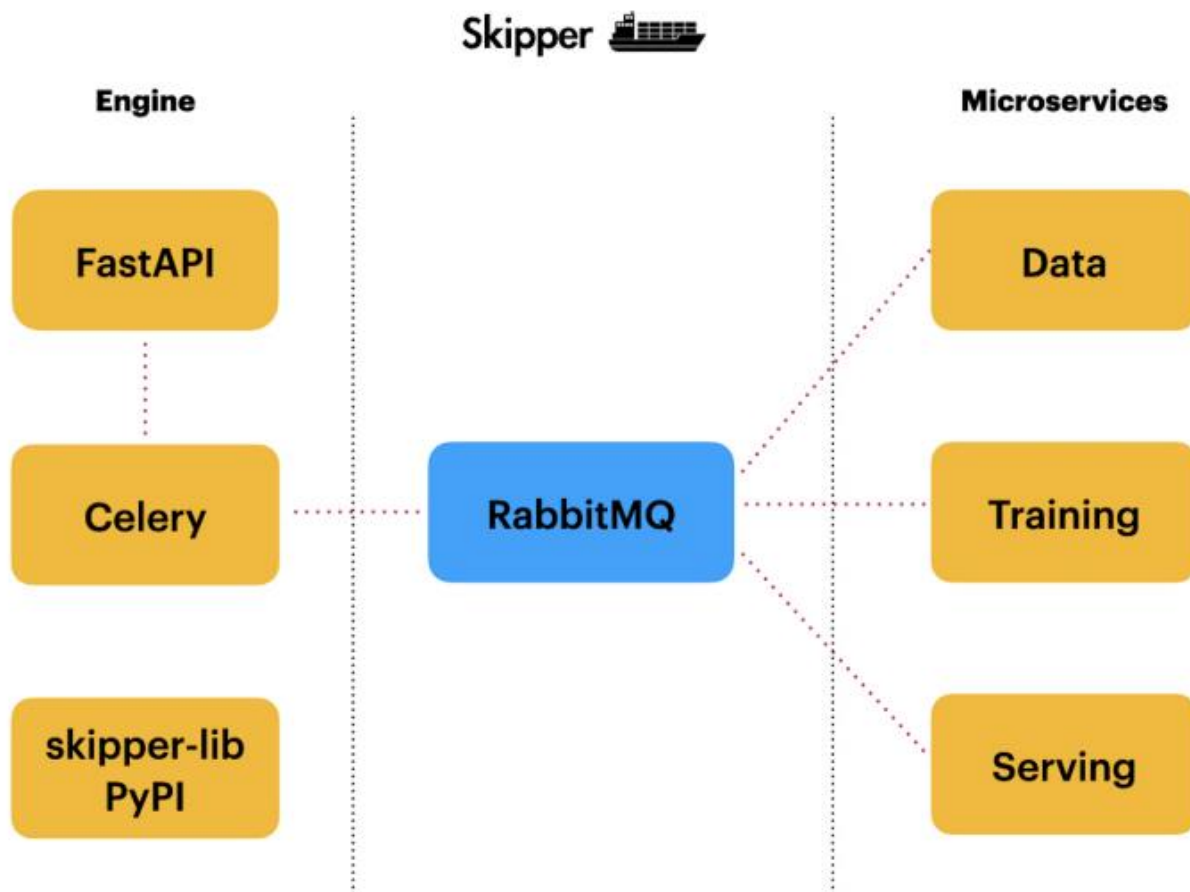 Skipper
Engine
Microservices
FastAPI
Data
Celery
RabbitMQ
Training
skipper-lib
PyPI
Serving